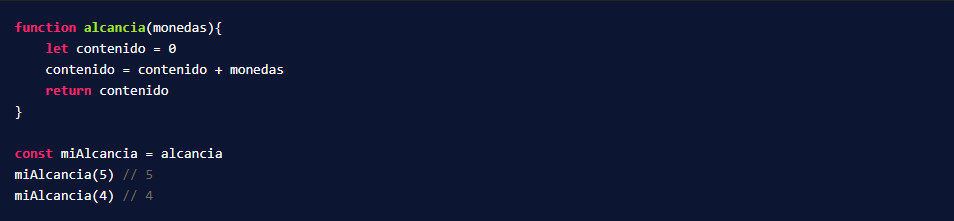 function alcancia(monedas){
    let contenido = 0
    contenido = contenido + monedas
    return contenido
}

const miAlcancia = alcancia
miAlcancia(5) // 5
miAlcancia(4) // 4